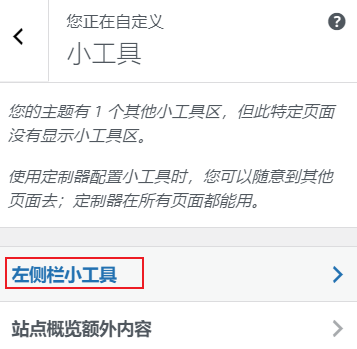 您正在自定义
小工具
您的主题有 1 个其他小工具区，但此特定页面
没有显示小工具区。
使用定制器配置小工具时，您可以随意到其他
页面去；定制器在所有页面都能用。
左侧栏小工具
站点概览额外内容